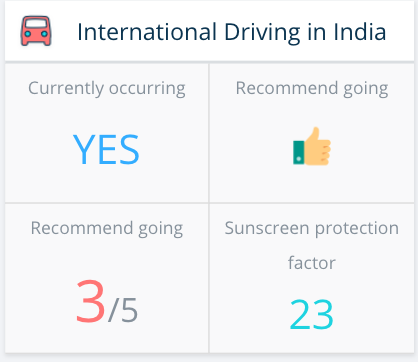 International Driving in India
Currently occurring
YES
Recommend going
Recommend going
3/5
Sunscreen protection
factor
23